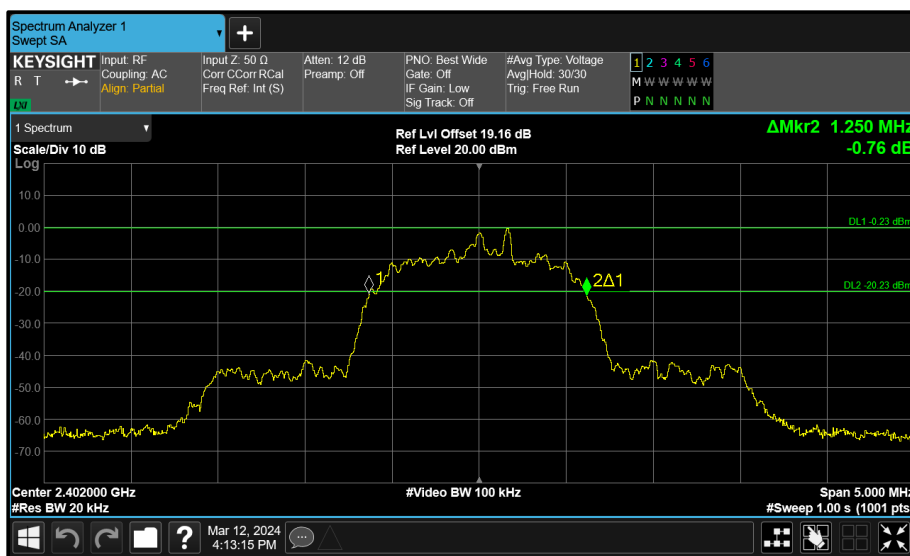 Spectrum Analyzer 1
Swept SA
KEYSIGHT
R T
LXI
Input: RF
Coupling: AC
Align: Partial
Input Z: 50 Ω
Corr CCorr RCal
Freq Ref: Int (S)
Atten: 12 dB
Preamp: Off
PNO: Best Wide
Gate: Off
IF Gain: Low
Sig Track: Off
#Avg Type: Voltage
Avg|Hold: 30/30
Trig: Free Run
1 2 3 4 5 6
M W W W W W
P N N N N N
1 Spectrum
Scale/Div 10 dB
Log
Ref Lvl Offset 19.16 dB
Ref Level 20.00 dBm
ΔMkr2 1.250 MHz
-0.76 dB
10.0
0.00
DL1 -0.23 dBm
-10.0
1
2Δ1
-20.0
DL2 -20.23 dBm
-30.0
-40.0
-50.0
-60.0
-70.0
Center 2.402000 GHz
#Video BW 100 kHz
Span 5.000 MHz
#Res BW 20 kHz
#Sweep 1.00 s (1001 pts
?
Mar 12, 2024
4:13:15 PM